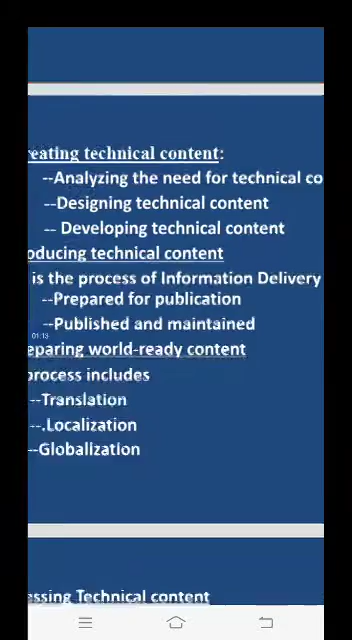 reating technical content:
--Analyzing the need for technical co
--Designing technical content
-- Developing technical content
oducing technical content
is the process of Information Delivery
--Prepared for publication
--Published and maintained
01:13
eparing world-ready content
process includes
--Translation
--.Localization
--Globalization
essing Technical content